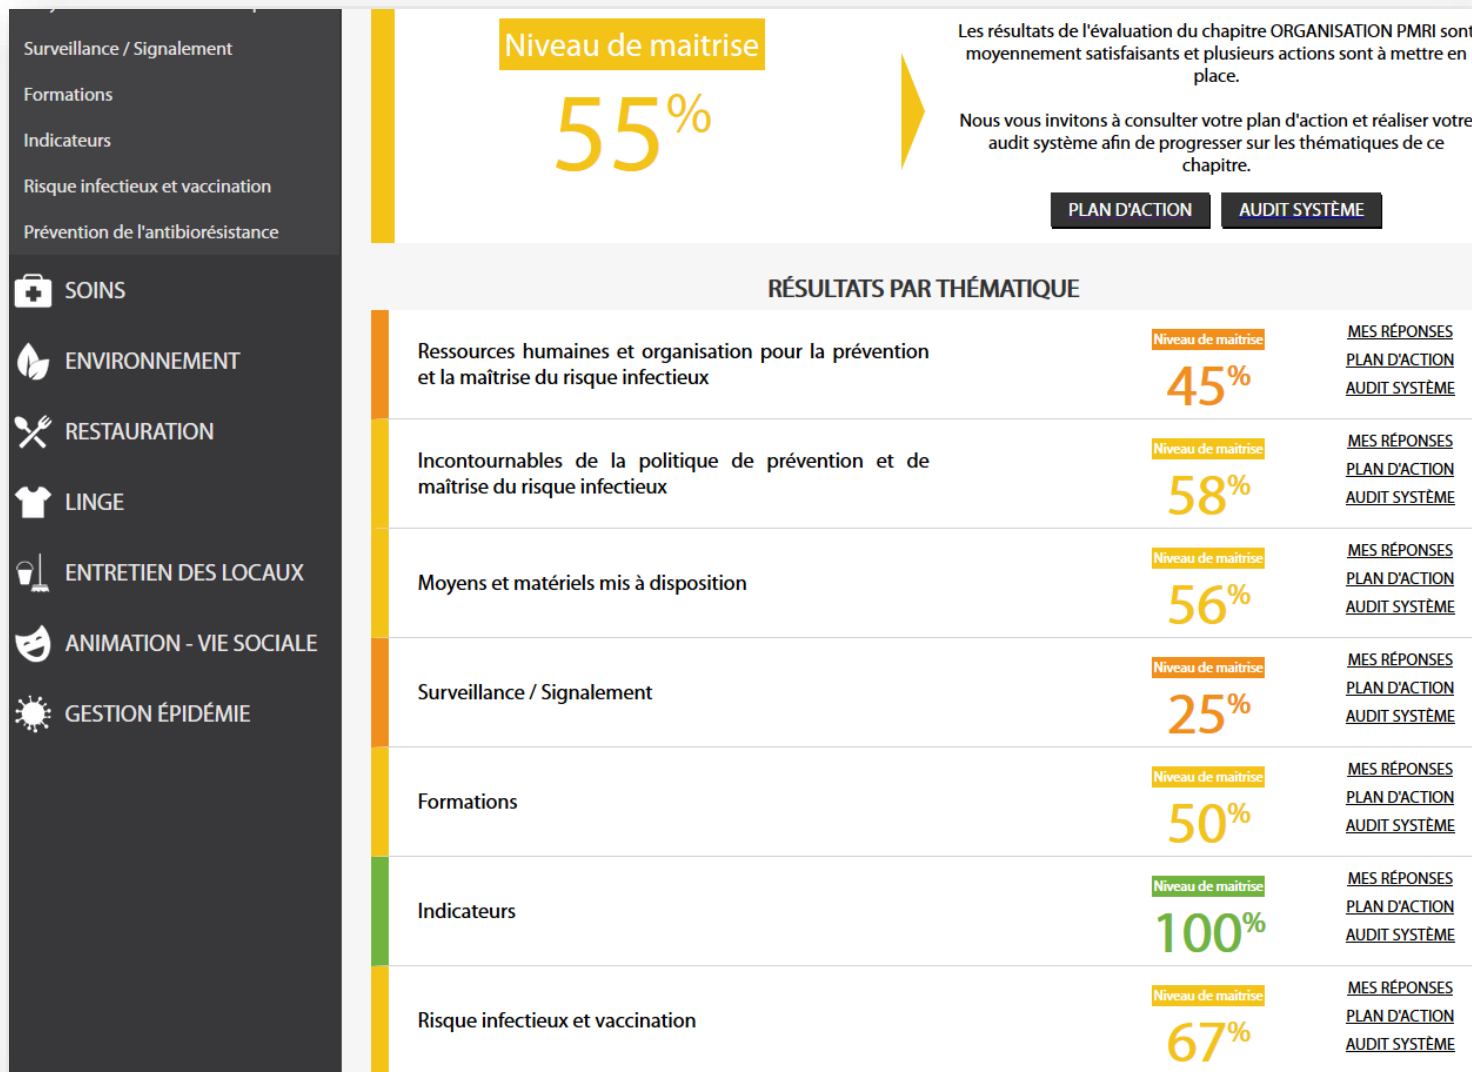 Surveillance / Signalement
Formations
Indicateurs
Risque infectieux et vaccination
Prévention de l'antibiorésistance
SOINS
ENVIRONNEMENT
RESTAURATION
LINGE
ENTRETIEN DES LOCAUX
ANIMATION - VIE SOCIALE
GESTION ÉPIDÉMIE
Niveau de maitrise
55%
Les résultats de l'évaluation du chapitre ORGANISATION PMRI sont
moyennement satisfaisants et plusieurs actions sont à mettre en
place.
Nous vous invitons à consulter votre plan d'action et réaliser votre
audit système afin de progresser sur les thématiques de ce
chapitre.
PLAN D'ACTION
AUDIT SYSTÈME
RÉSULTATS PAR THÉMATIQUE
Ressources humaines et organisation pour la prévention
et la maîtrise du risque infectieux
Niveau de maitrise
45%
MES RÉPONSES
PLAN D'ACTION
AUDIT SYSTÈME
Incontournables de la politique de prévention et de
maîtrise du risque infectieux
Niveau de maitrise
58%
MES RÉPONSES
PLAN D'ACTION
AUDIT SYSTÈME
Moyens et matériels mis à disposition
Niveau de maitrise
56%
MES RÉPONSES
PLAN D'ACTION
AUDIT SYSTÈME
Surveillance / Signalement
Niveau de maitrise
25%
MES RÉPONSES
PLAN D'ACTION
AUDIT SYSTÈME
Formations
Niveau de maitrise
50%
MES RÉPONSES
PLAN D'ACTION
AUDIT SYSTÈME
Indicateurs
Niveau de maitrise
100%
MES RÉPONSES
PLAN D'ACTION
AUDIT SYSTÈME
Risque infectieux et vaccination
Niveau de maitrise
67%
MES RÉPONSES
PLAN D'ACTION
AUDIT SYSTÈME